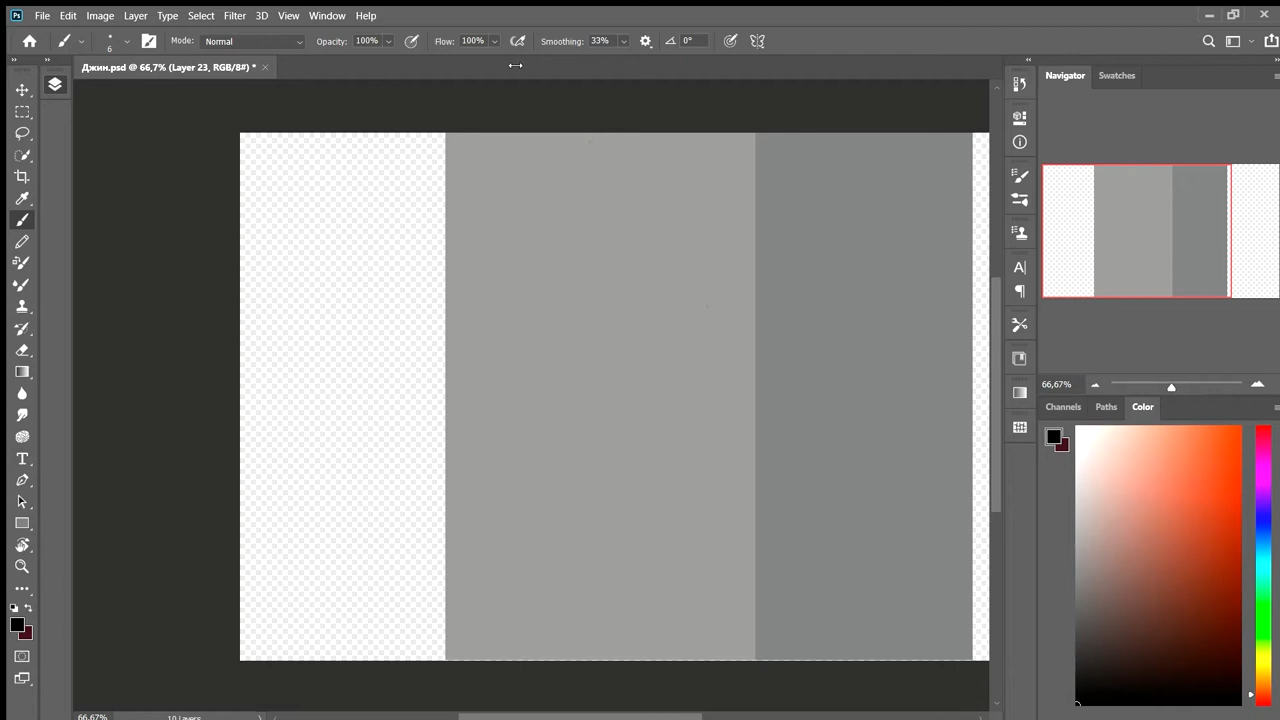 Ps File Edit Image Layer Type Select Filter 3D View Window Help
6 Mode: Normal Opacity: 100% Flow: 100% Smoothing: 33% 0°
Джин.psd @ 66,7% (Layer 23, RGB/8#) * ×
Navigator Swatches
66,67%
Channels Paths Color
66,67% 10 Layers